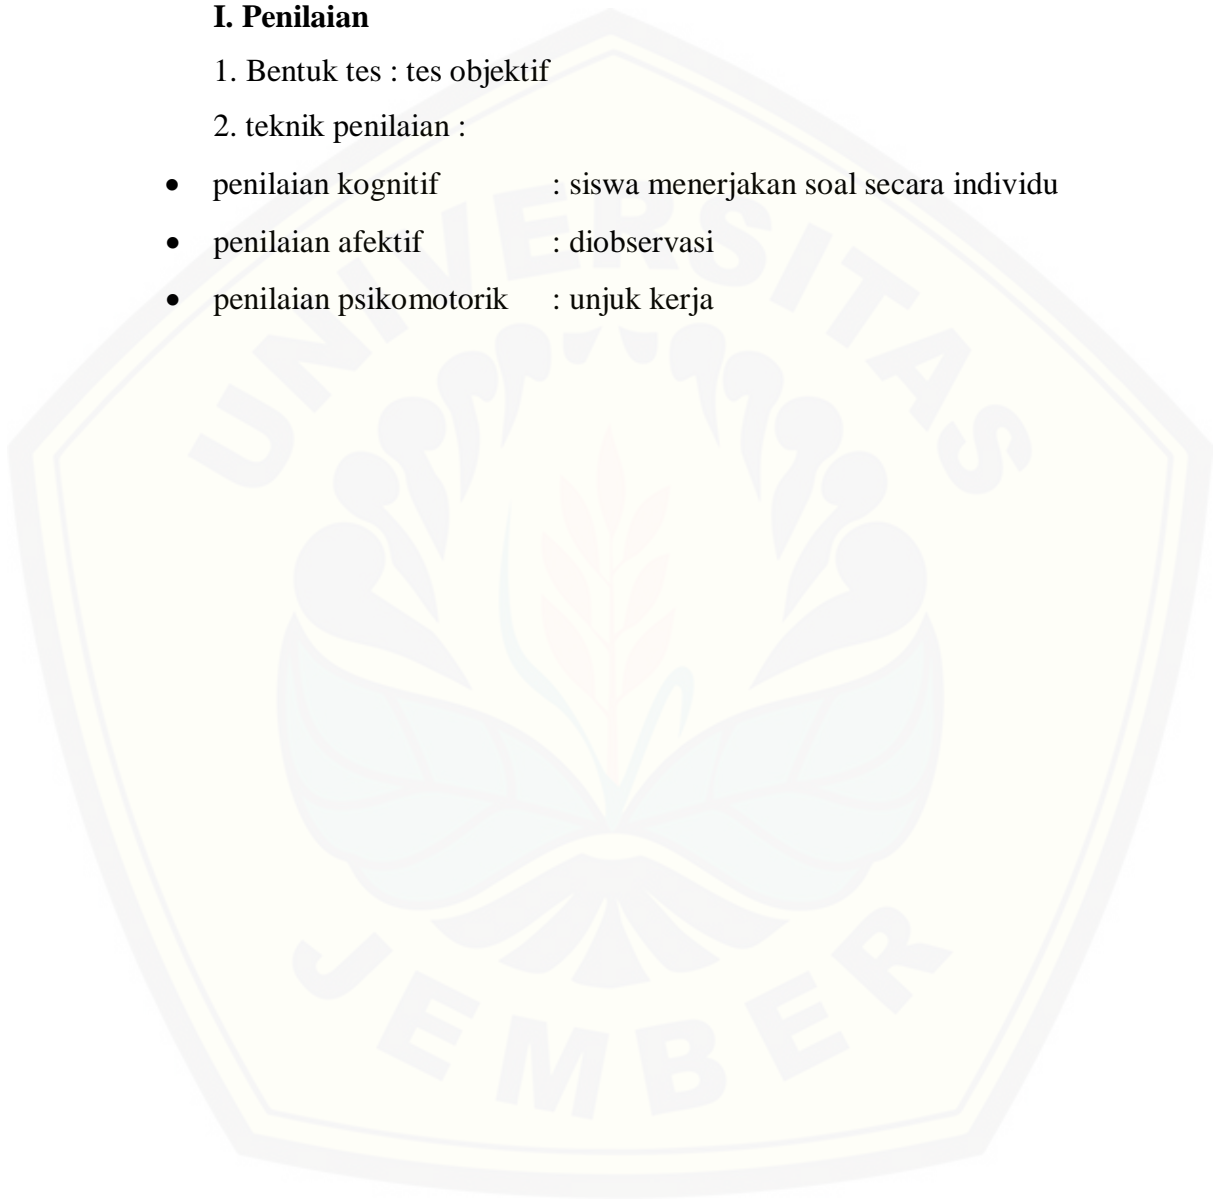 I. Penilaian
1. Bentuk tes : tes objektif
2. teknik penilaian :
• penilaian kognitif : siswa menerjakan soal secara individu
• penilaian afektif : diobservasi
• penilaian psikomotorik : unjuk kerja
UNIVERSITAS
JEMBER